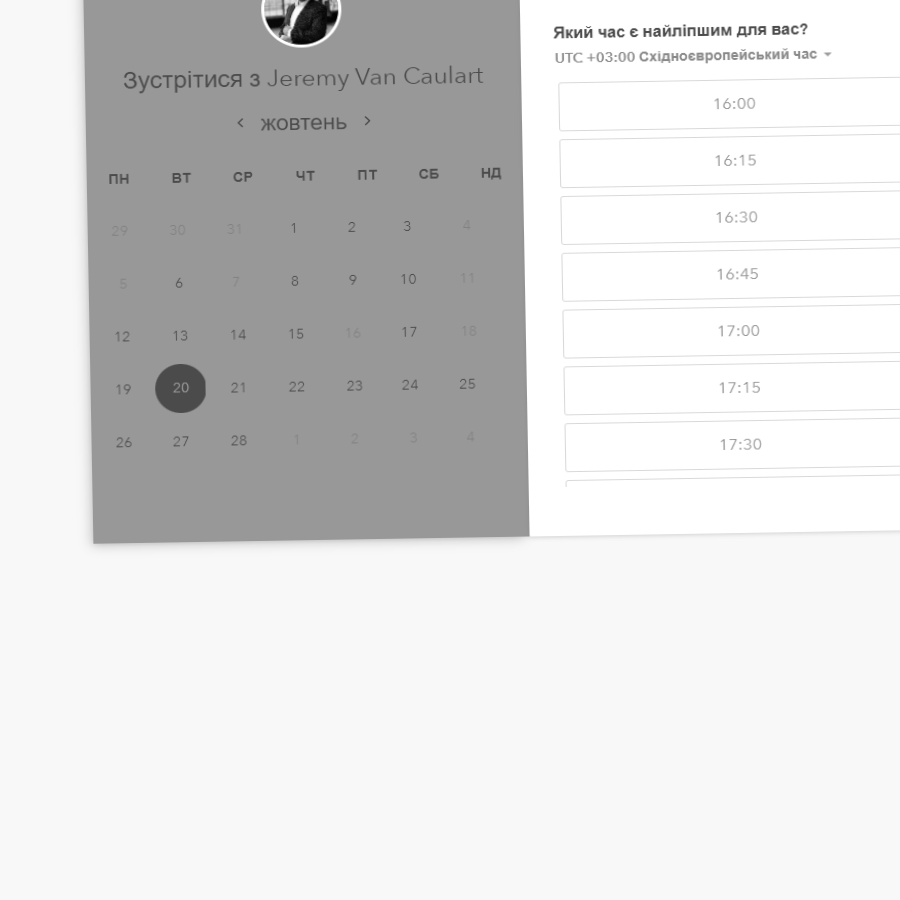 Зустрітися з Jeremy Van Caulart
< жовтень >
ПН ВТ СР ЧТ ПТ СБ НД
29 30 31 1 2 3 4
5 6 7 8 9 10 11
12 13 14 15 16 17 18
19 20 21 22 23 24 25
26 27 28 1 2 3 4
Який час є найліпшим для вас?
UTC +03:00 Східноєвропейський час
16:00
16:15
16:30
16:45
17:00
17:15
17:30